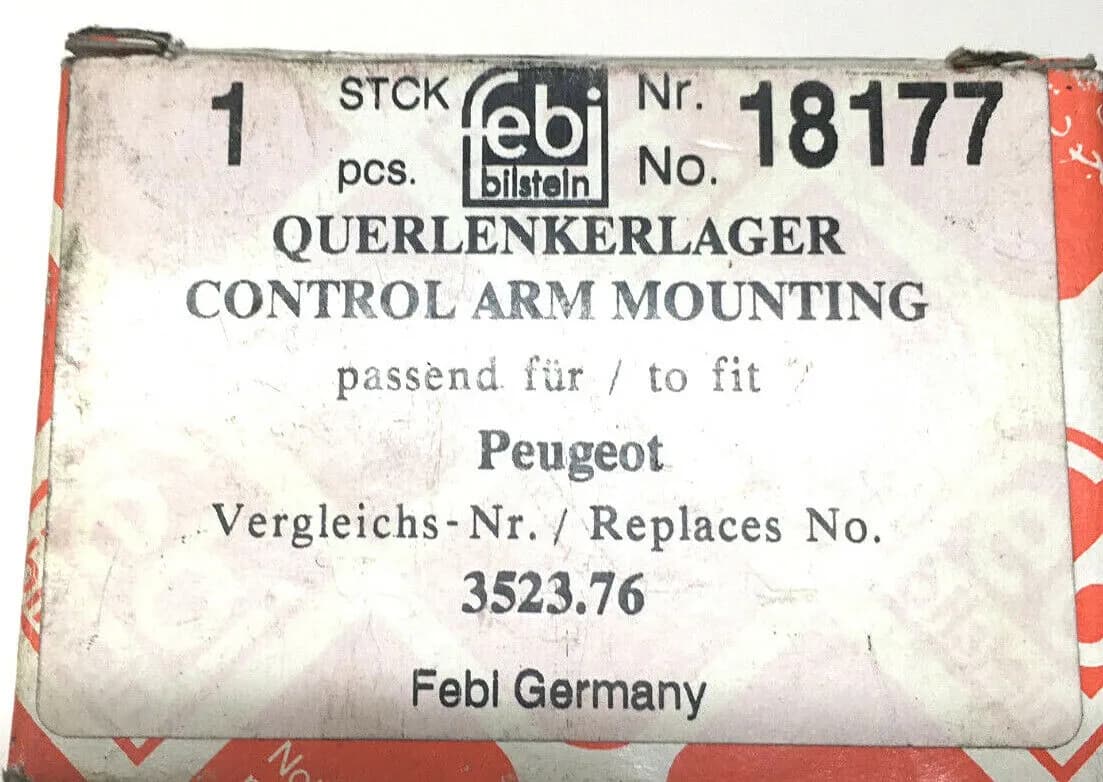 1 STCK pcs. febi bilstein Nr. No. 18177
QUERLENKERLAGER
CONTROL ARM MOUNTING
passend für / to fit
Peugeot
Vergleichs-Nr. / Replaces No.
3523.76
Febi Germany